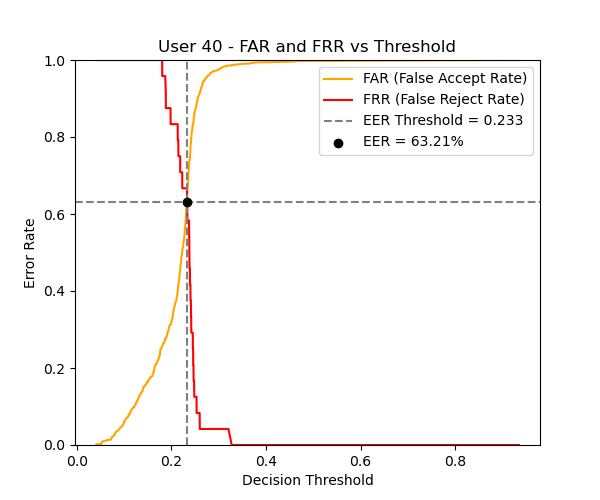 User 40 - FAR and FRR vs Threshold
FAR (False Accept Rate)
FRR (False Reject Rate)
EER Threshold = 0.233
EER = 63.21%
1.0
0.8
0.6
0.4
0.2
0.0
Error Rate
0.0 0.2 0.4 0.6 0.8
Decision Threshold